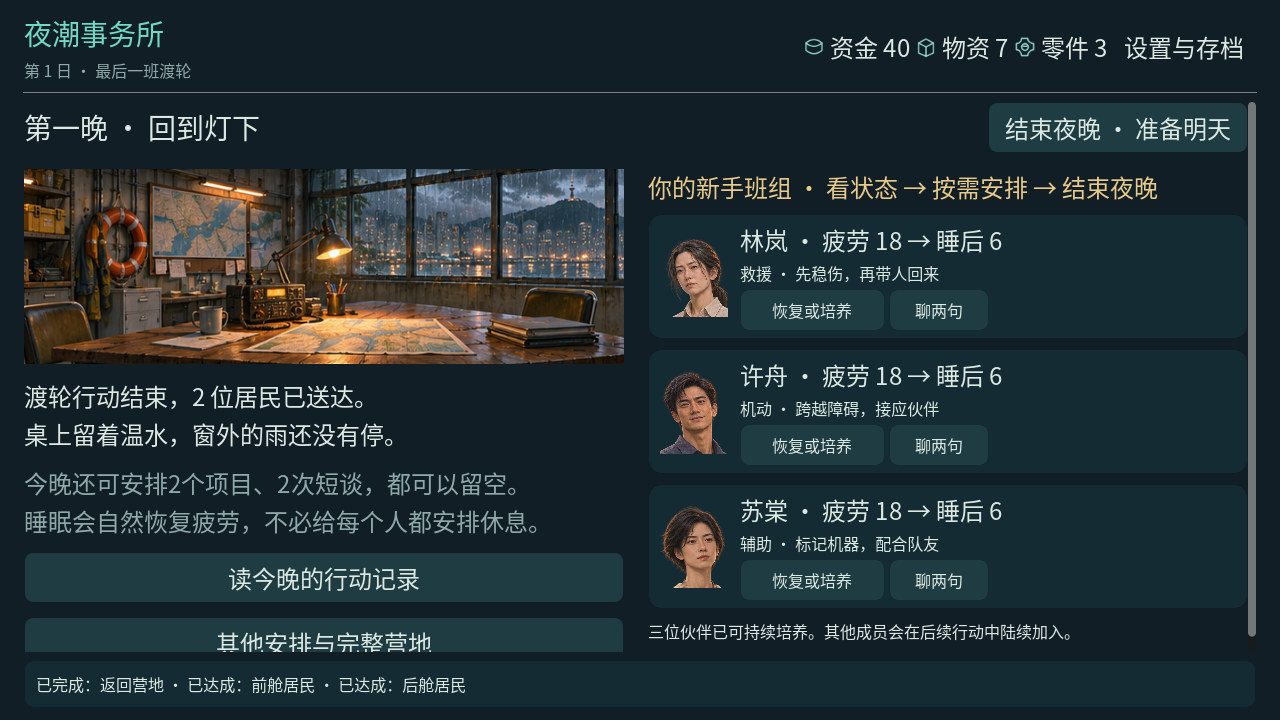 夜潮事务所
第 1 日 · 最后一班渡轮
资金 40 物资 7 零件 3 设置与存档
第一晚 · 回到灯下
结束夜晚 · 准备明天
渡轮行动结束，2 位居民已送达。
桌上留着温水，窗外的雨还没有停。
今晚还可安排2个项目、2次短谈，都可以留空。
睡眠会自然恢复疲劳，不必给每个人都安排休息。
读今晚的行动记录
其他安排与完整营地
你的新手班组 · 看状态 → 按需安排 → 结束夜晚
林岚 · 疲劳 18 → 睡后 6
救援 · 先稳伤，再带人回来
恢复或培养 聊两句
许舟 · 疲劳 18 → 睡后 6
机动 · 跨越障碍，接应伙伴
恢复或培养 聊两句
苏棠 · 疲劳 18 → 睡后 6
辅助 · 标记机器，配合队友
恢复或培养 聊两句
三位伙伴已可持续培养。其他成员会在后续行动中陆续加入。
已完成：返回营地 · 已达成：前舱居民 · 已达成：后舱居民